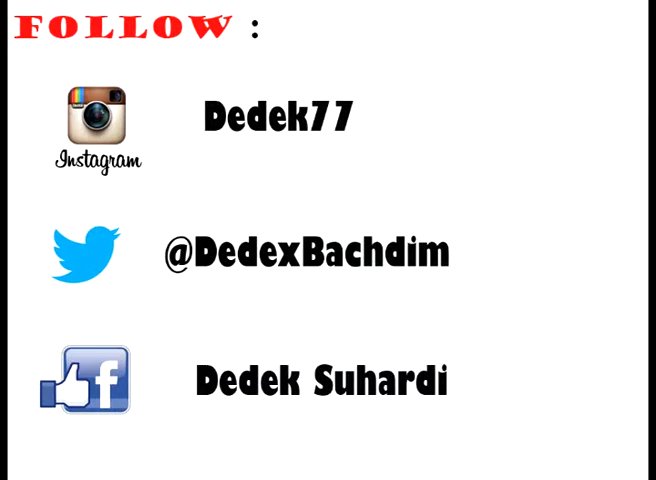 FOLLOW :
Dedek77
Instagram
@DedexBachdim
f
Dedek Suhardi